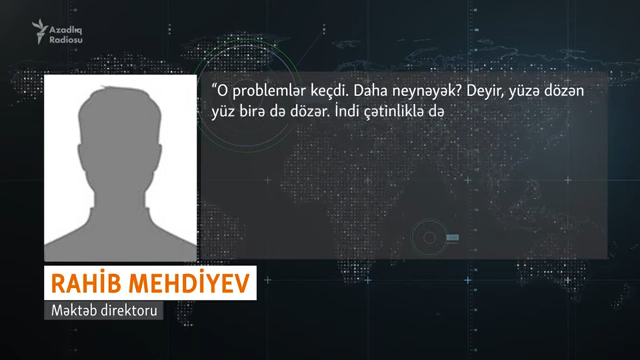 Azadlıq
Radiosu
“O problemlər keçdi. Daha neynəyək? Deyir, yüzə dözən
yüz birə də dözər. İndi çətinliklə də
RAHİB MEHDİYEV
Məktəb direktoru